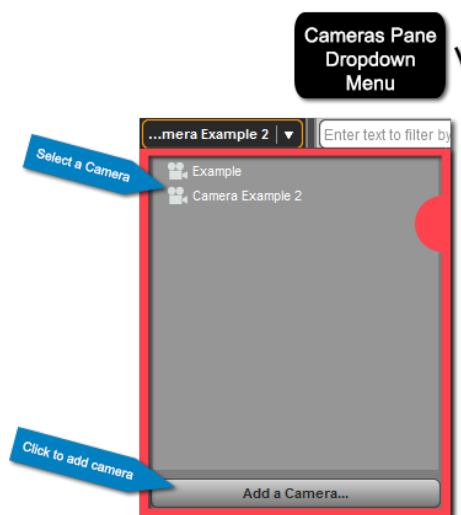 Cameras Pane
Dropdown
Menu
...mera Example 2
Enter text to filter by
Select a Camera
Example
Camera Example 2
Click to add camera
Add a Camera...